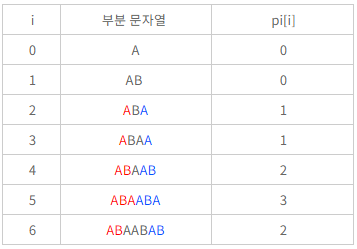 i 부분 문자열 pi[i]
0 A 0
1 AB 0
2 ABA 1
3 ABAA 1
4 ABAAB 2
5 ABAABA 3
6 ABAABAB 2